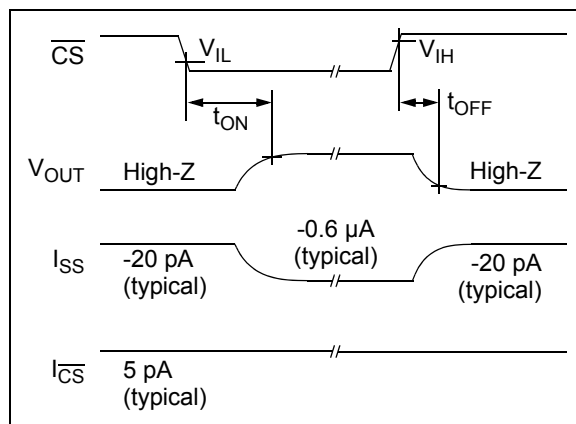 CS
V_IL
V_IH
t_ON
t_OFF
V_OUT
High-Z
High-Z
-0.6 µA
(typical)
I_SS
-20 pA
(typical)
-20 pA
(typical)
I_CS
5 pA
(typical)